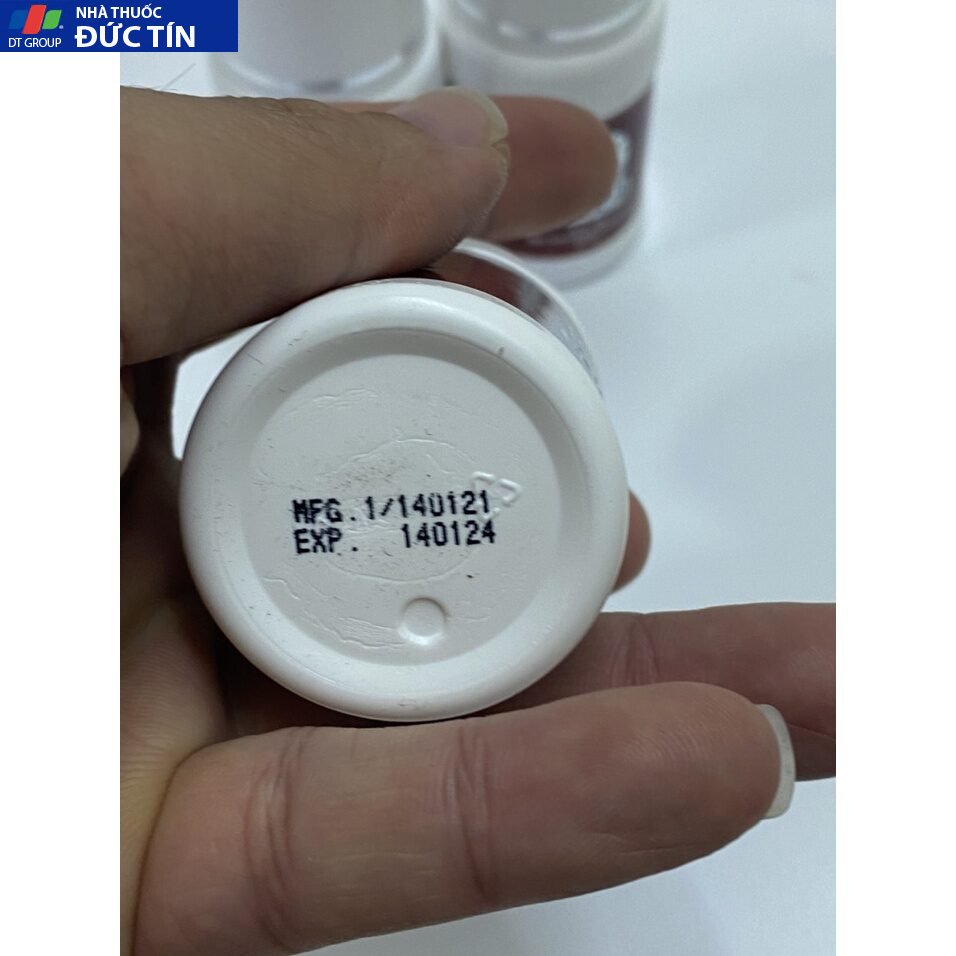 NHÀ THUỐC
ĐỨC TÍN
DT GROUP
MFG.1/140121
EXP. 140124